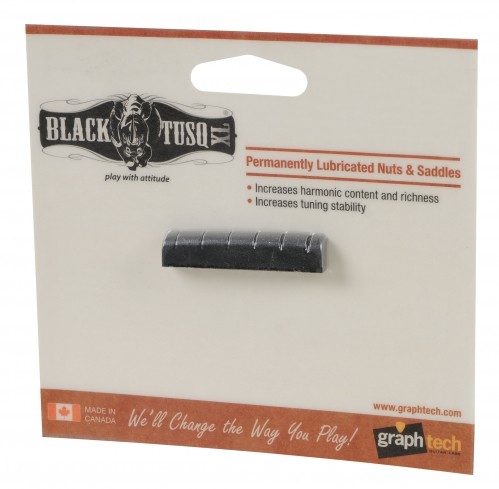 BLACK TUSQ XL
®
play with attitude
Permanently Lubricated Nuts & Saddles
• Increases harmonic content and richness
• Increases tuning stability
www.graphtech.com
MADE IN
CANADA
We'll Change the Way You Play!
graphtech